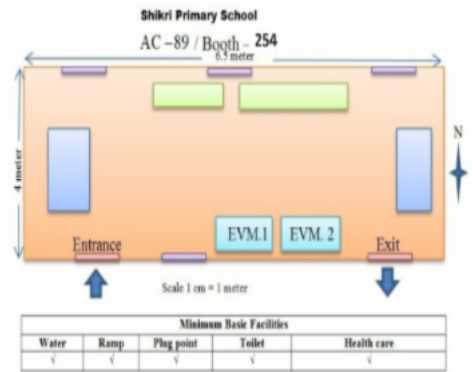 Shikri Primary School
AC –89 / Booth – 254
6.5 meter
4 meter
N
EVM.1 EVM. 2
Entrance Exit
Scale 1 cm = 1 meter
Minimum Basic Facilities
Water Ramp Plug point Toilet Health care
√ √ √ √ √